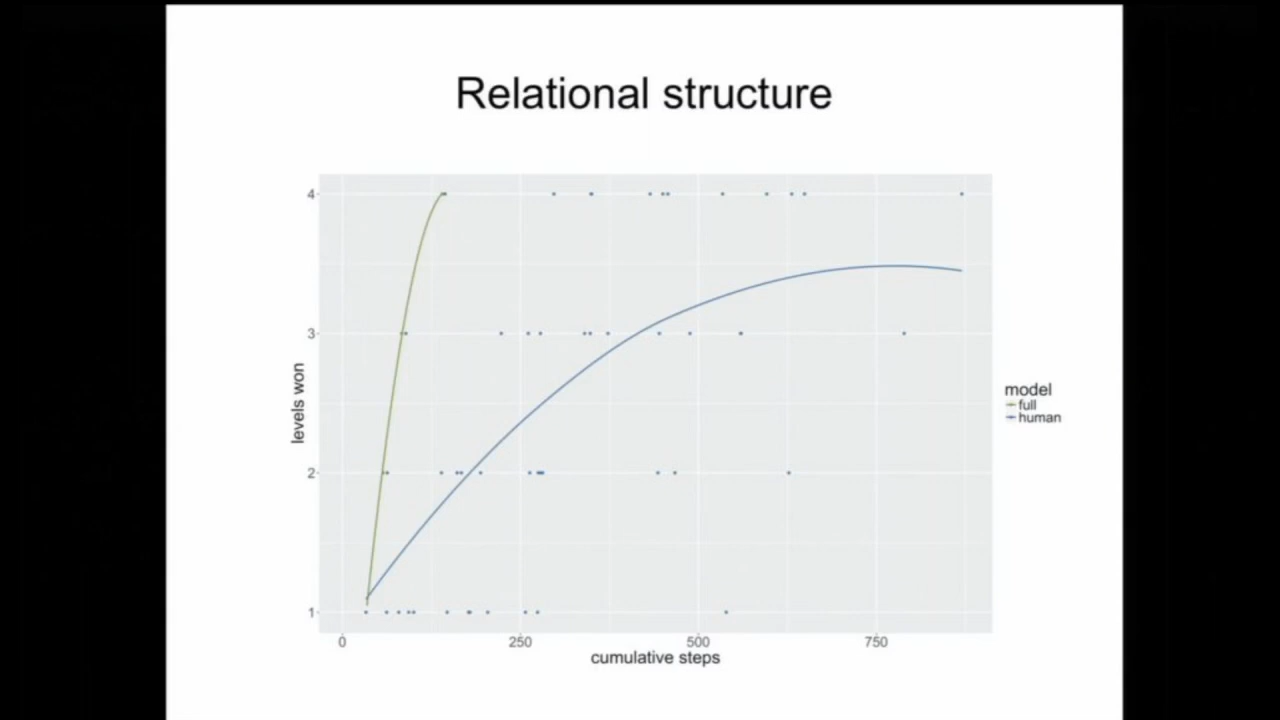 Relational structure
4
3
2
1
levels won
0 250 500 750
cumulative steps
model
full
human